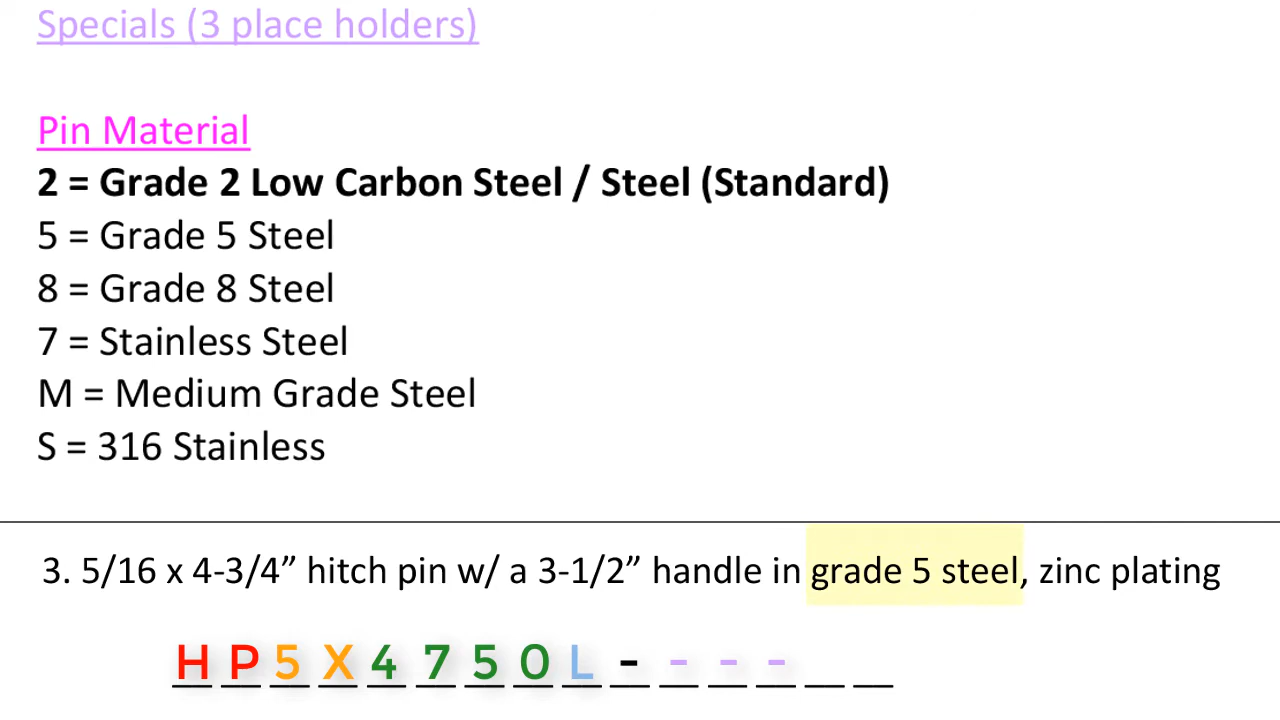 Specials (3 place holders)
Pin Material
2 = Grade 2 Low Carbon Steel / Steel (Standard)
5 = Grade 5 Steel
8 = Grade 8 Steel
7 = Stainless Steel
M = Medium Grade Steel
S = 316 Stainless
3. 5/16 x 4-3/4” hitch pin w/ a 3-1/2” handle in grade 5 steel, zinc plating
H P 5 X 4 7 5 0 L - - - -